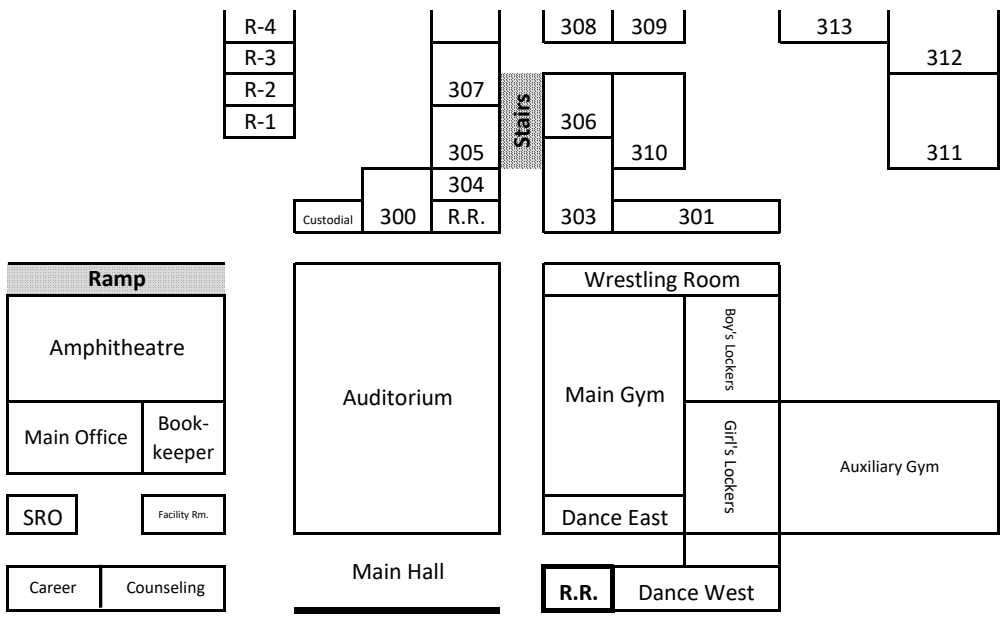 R-4
308
309
313
R-3
312
R-2
307
Stairs
R-1
306
305
310
311
304
Custodial
300
R.R.
303
301
Ramp
Wrestling Room
Amphitheatre
Boy's Lockers
Auditorium
Main Gym
Main Office
Book-
keeper
Girl's Lockers
Auxiliary Gym
SRO
Facility Rm.
Dance East
Main Hall
Career
Counseling
R.R.
Dance West